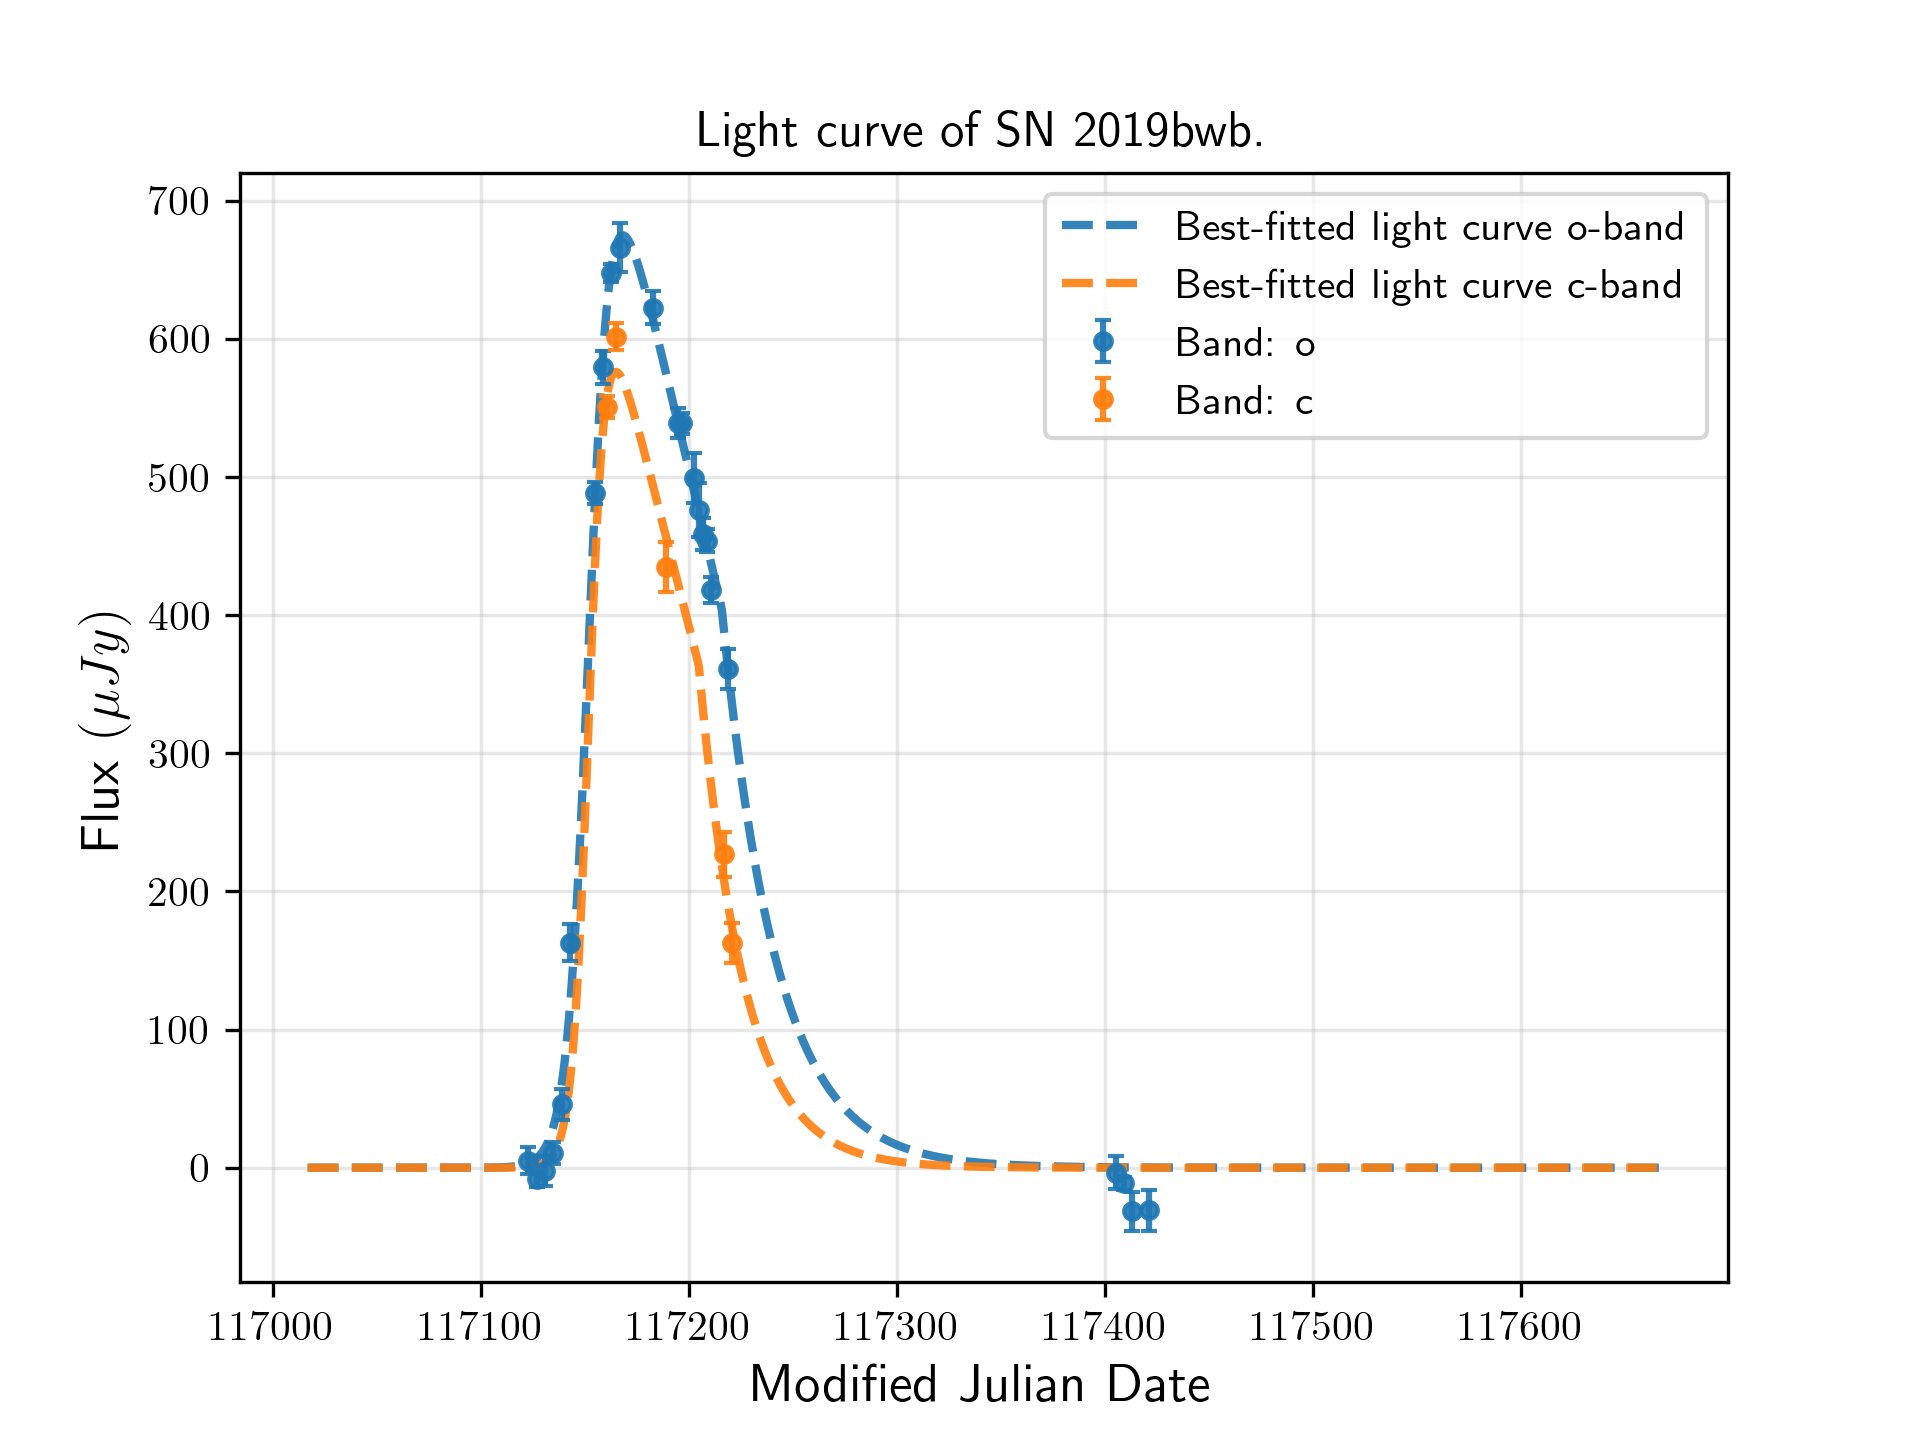 Light curve of SN 2019bwb.
700
600
500
400
300
200
100
0
Flux (μJy)
Best-fitted light curve o-band
Best-fitted light curve c-band
Band: o
Band: c
117000 117100 117200 117300 117400 117500 117600
Modified Julian Date